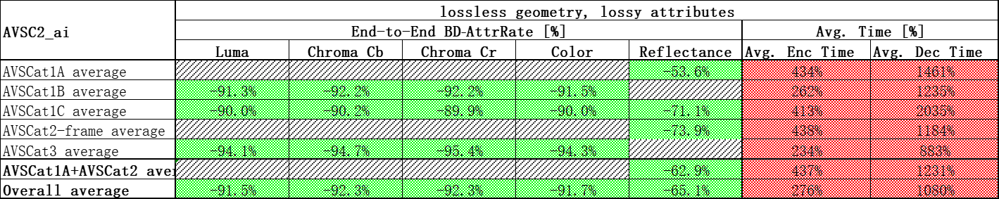 lossless geometry, lossy attributes
AVSC2_ai End-to-End BD-AttrRate [%] Avg. Time [%]
Luma Chroma Cb Chroma Cr Color Reflectance Avg. Enc Time Avg. Dec Time
AVSCat1A average -53.6% 434% 1461%
AVSCat1B average -91.3% -92.2% -92.2% -91.5% 262% 1235%
AVSCat1C average -90.0% -90.2% -89.9% -90.0% -71.1% 413% 2035%
AVSCat2-frame average -73.9% 438% 1184%
AVSCat3 average -94.1% -94.7% -95.4% -94.3% 234% 883%
AVSCat1A+AVSCat2 aver -62.9% 437% 1231%
Overall average -91.5% -92.3% -92.3% -91.7% -65.1% 276% 1080%